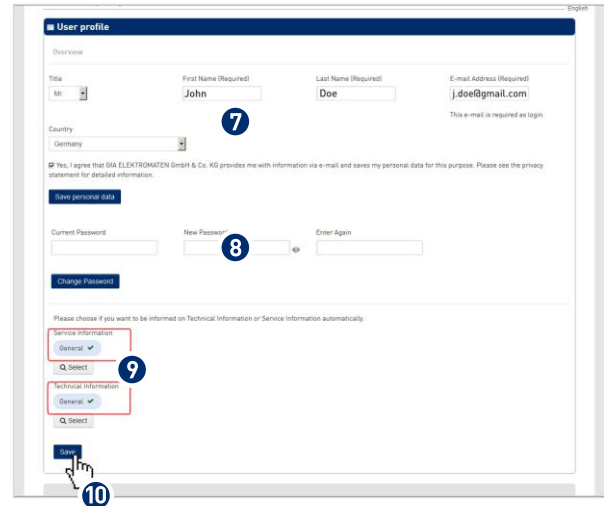 English
User profile
Overview
Title First Name (Required) Last Name (Required) E-mail Address (Required)
Mr John Doe j.doe@gmail.com
7
This e-mail is required as login.
Country
Germany
Yes, I agree that GfA ELEKTROMATEN GmbH & Co. KG provides me with information via e-mail and saves my personal data for this purpose. Please see the privacy
statement for detailed information.
Save personal data
Current Password New Password Enter Again
8
Change Password
Please choose if you want to be informed on Technical Information or Service Information automatically.
Service Information
General
9
Select
Technical Information
General
Select
Save
10